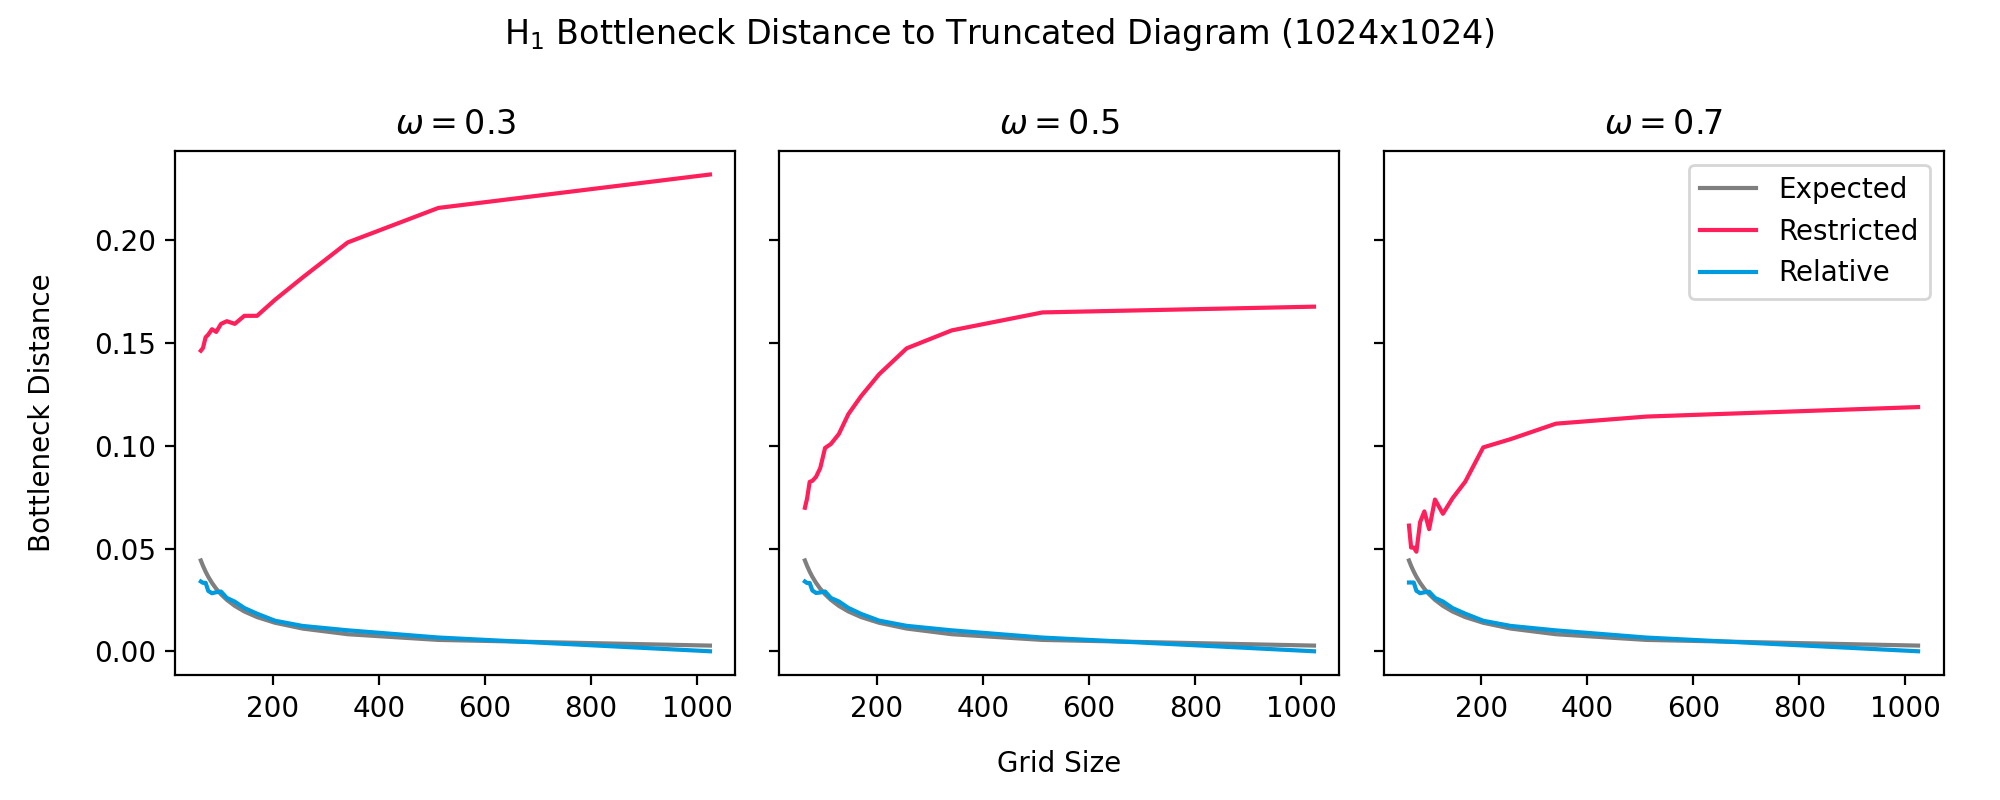 H₁ Bottleneck Distance to Truncated Diagram (1024x1024)
ω = 0.3
ω = 0.5
ω = 0.7
Bottleneck Distance
0.20
0.15
0.10
0.05
0.00
200 400 600 800 1000
200 400 600 800 1000
200 400 600 800 1000
Expected
Restricted
Relative
Grid Size